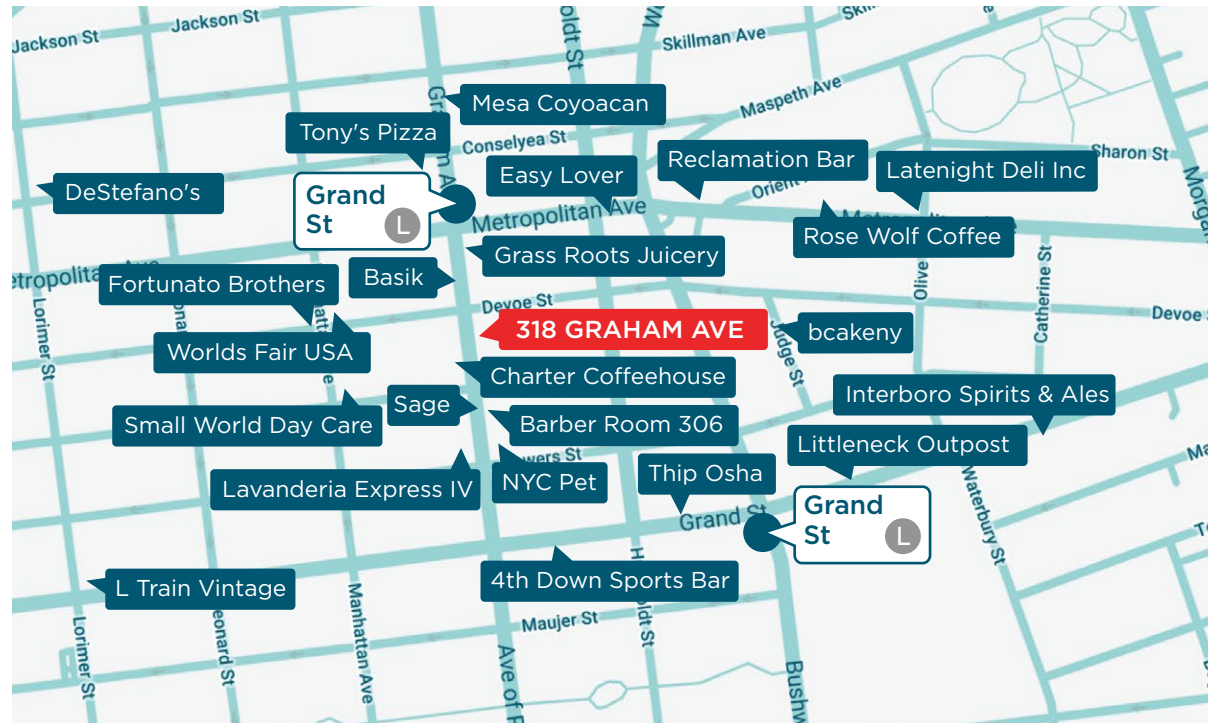 Jackson St
Jackson St
Skillman Ave
Maspeth Ave
Mesa Coyoacan
Tony's Pizza
Conselyea St
Sharon St
Reclamation Bar
Easy Lover
Latenight Deli Inc
DeStefano's
Grand
St
L
Metropolitan Ave
Rose Wolf Coffee
Grass Roots Juicery
Basik
Fortunato Brothers
Devoe St
Devoe St
Olive
Catherine St
Lorimer St
318 GRAHAM AVE
bcakeny
Judge St
Worlds Fair USA
Charter Coffeehouse
Interboro Spirits & Ales
Sage
Small World Day Care
Barber Room 306
Littleneck Outpost
Lavanderia Express IV
NYC Pet
Thip Osha
Waterbury St
Grand St
Grand
St
L
L Train Vintage
4th Down Sports Bar
Maujer St
Lorimer St
Manhattan Ave